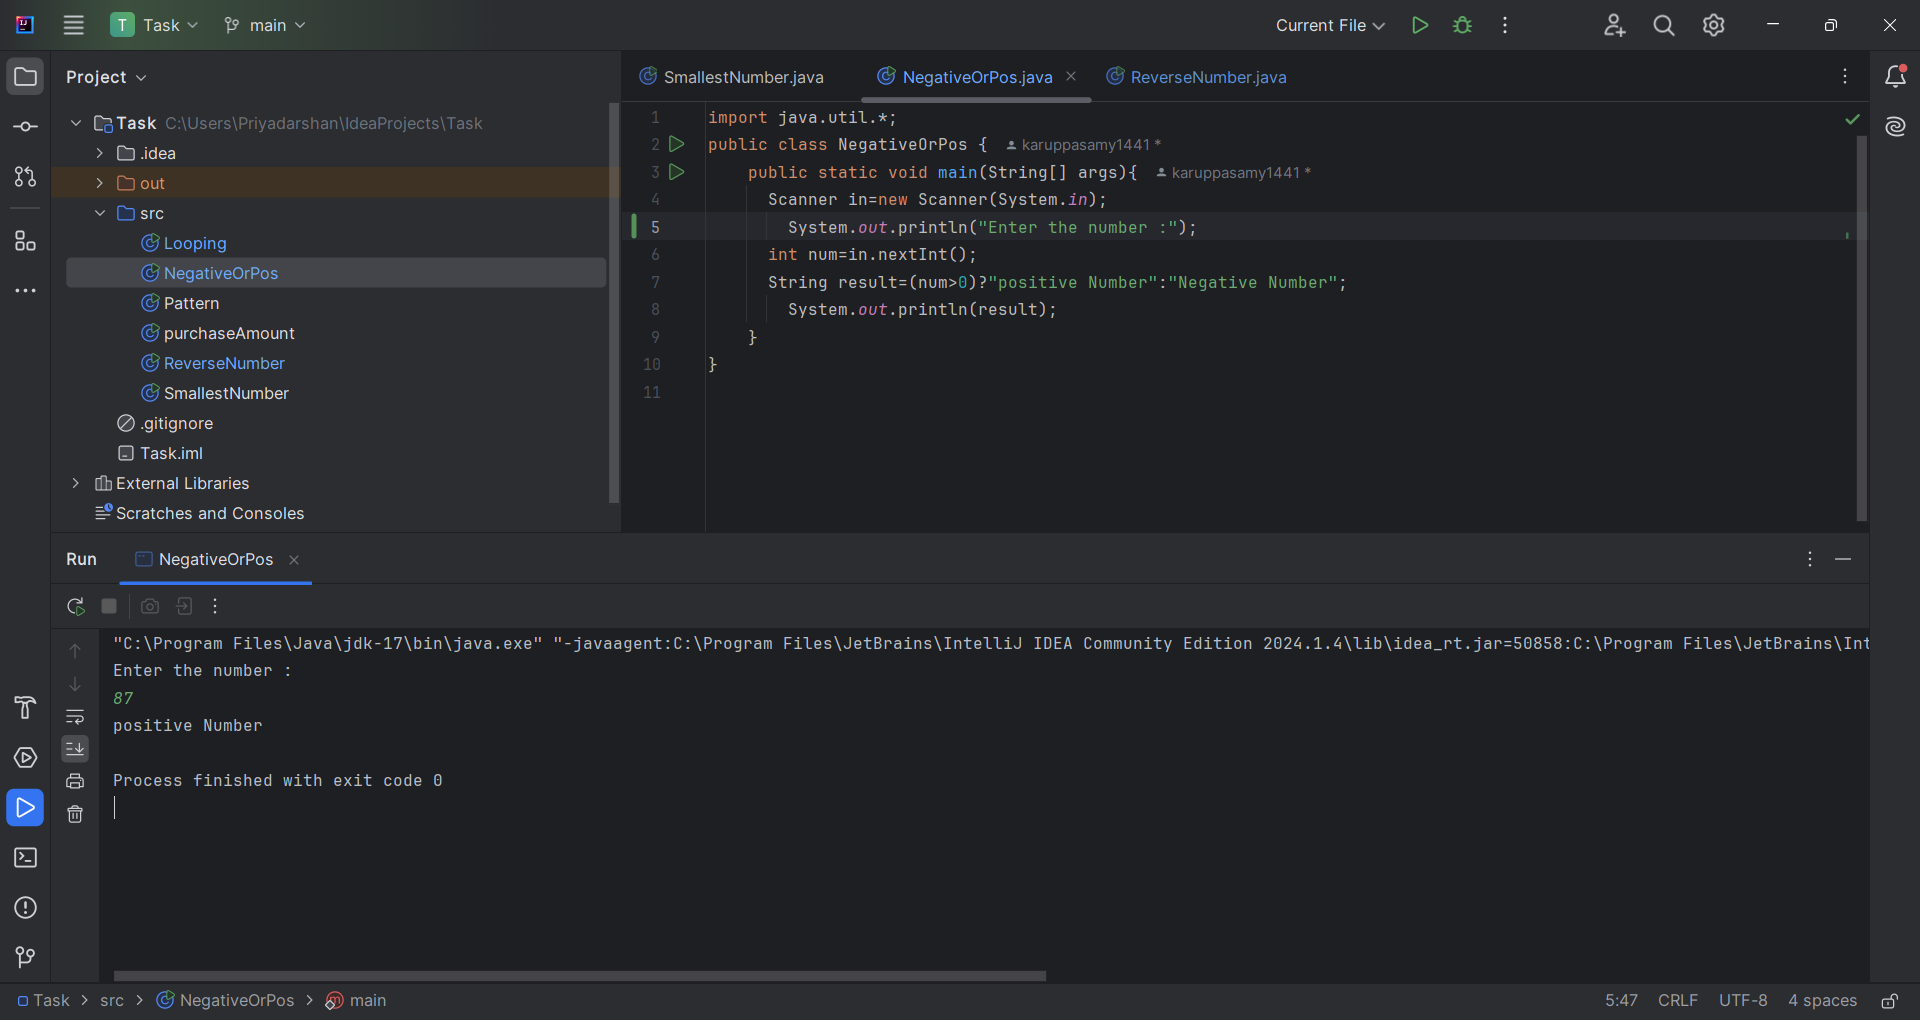 T Task main Current File
Project
Task C:\Users\Priyadarshan\IdeaProjects\Task
.idea
out
src
Looping
NegativeOrPos
Pattern
purchaseAmount
ReverseNumber
SmallestNumber
.gitignore
Task.iml
External Libraries
Scratches and Consoles
SmallestNumber.java NegativeOrPos.java ReverseNumber.java
1 import java.util.*;
2 public class NegativeOrPos { karuppasamy1441 *
3 public static void main(String[] args){ karuppasamy1441 *
4 Scanner in=new Scanner(System.in);
5 System.out.println("Enter the number :");
6 int num=in.nextInt();
7 String result=(num>0)?"positive Number":"Negative Number";
8 System.out.println(result);
9 }
10 }
11
Run NegativeOrPos
"C:\Program Files\Java\jdk-17\bin\java.exe" "-javaagent:C:\Program Files\JetBrains\IntelliJ IDEA Community Edition 2024.1.4\lib\idea_rt.jar=50858:C:\Program Files\JetBrains\Int
Enter the number :
87
positive Number
Process finished with exit code 0
Task > src > NegativeOrPos > main 5:47 CRLF UTF-8 4 spaces